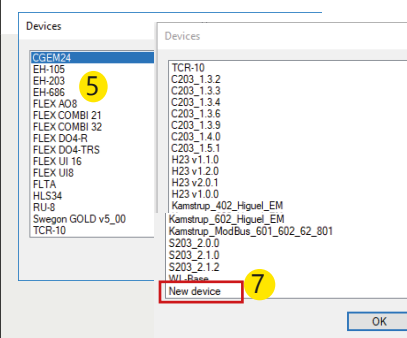 Devices
CGEM24
EH-105
EH-203
EH-686
FLEX AO8
FLEX COMBI 21
FLEX COMBI 32
FLEX DO4-R
FLEX DO4-TRS
FLEX UI 16
FLEX UI8
FLTA
HLS34
RU-8
Swegon GOLD v5_00
TCR-10
5
Devices
TCR-10
C203_1.3.2
C203_1.3.3
C203_1.3.4
C203_1.3.6
C203_1.3.9
C203_1.4.0
C203_1.5.1
H23 v1.1.0
H23 v1.2.0
H23 v2.0.1
H23 v1.0.0
Kamstrup_402_Higuel_EM
Kamstrup_602_Higuel_EM
Kamstrup_ModBus_601_602_62_801
S203_2.0.0
S203_2.1.0
S203_2.1.2
WL-Base
New device
7
OK